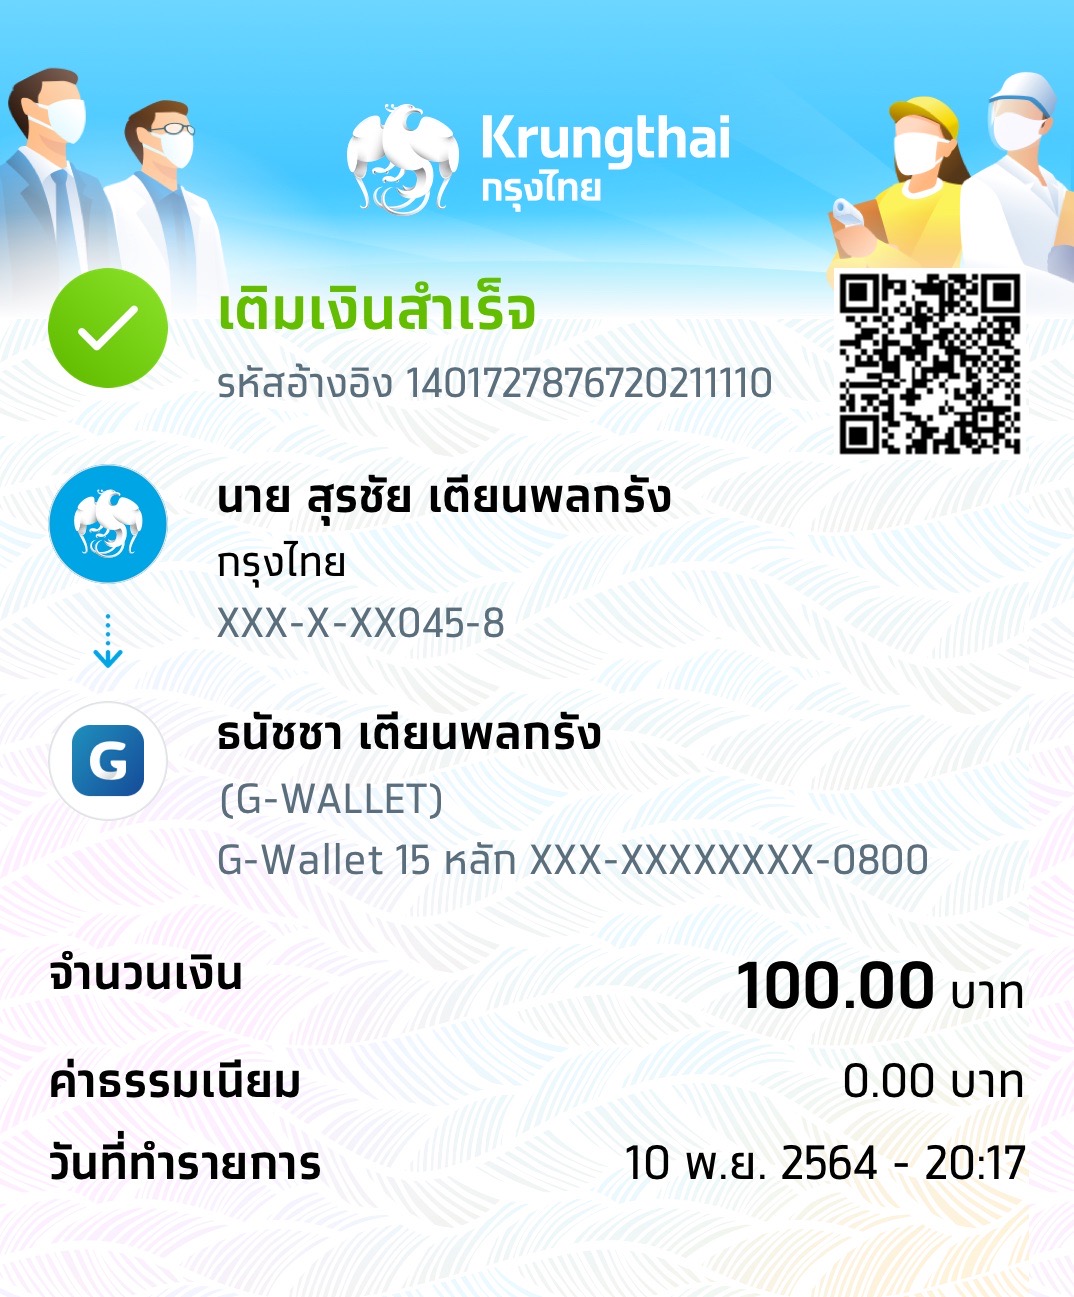 Krungthai
กรุงไทย
เติมเงินสำเร็จ
รหัสอ้างอิง 1401727876720211110
นาย สุรชัย เตียนพลกรัง
กรุงไทย
XXX-X-XX045-8
G
ธนัชชา เตียนพลกรัง
(G-WALLET)
G-Wallet 15 หลัก XXX-XXXXXXXX-0800
จำนวนเงิน 100.00 บาท
ค่าธรรมเนียม 0.00 บาท
วันที่ทำรายการ 10 พ.ย. 2564 - 20:17